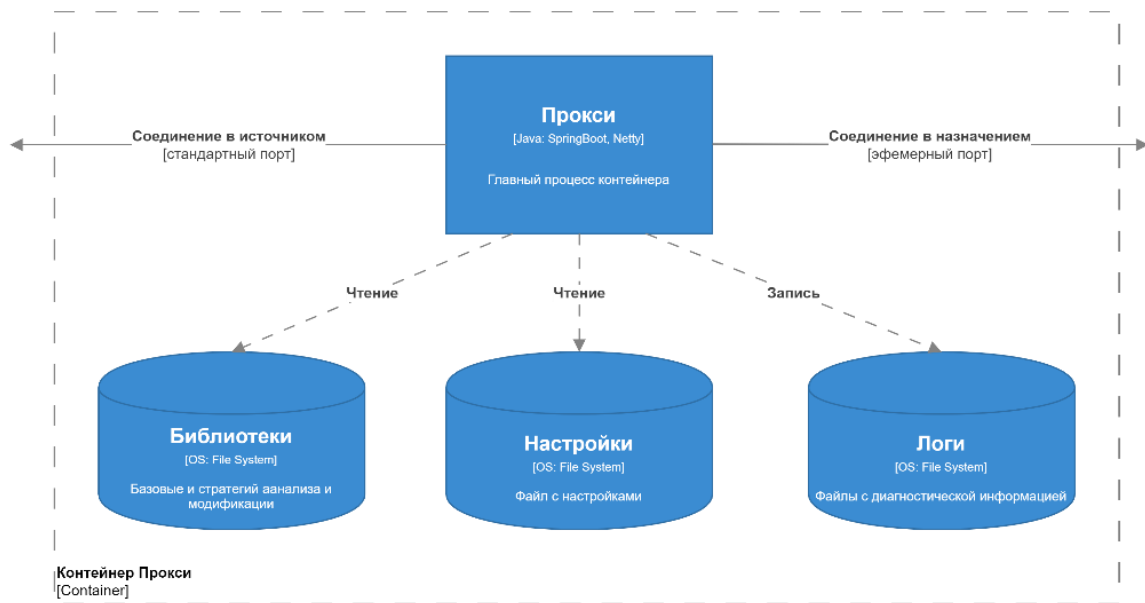 Прокси
[Java: SpringBoot, Netty]
Главный процесс контейнера
Соединение в источником
[стандартный порт]
Соединение в назначением
[эфемерный порт]
Чтение
Чтение
Запись
Библиотеки
[OS: File System]
Базовые и стратегий аанализа и
модификации
Настройки
[OS: File System]
Файл с настройками
Логи
[OS: File System]
Файлы с диагностической информацией
Контейнер Прокси
[Container]